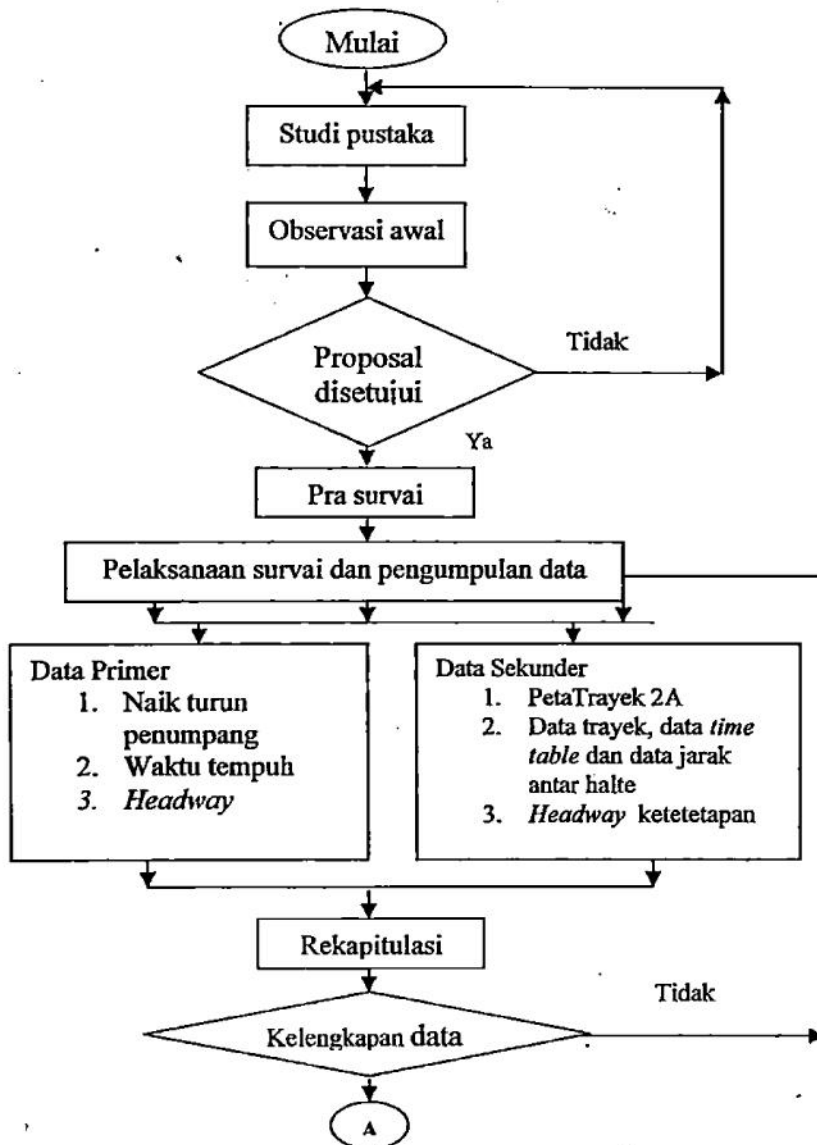 Mulai
Studi pustaka
Observasi awal
Proposal
disetujui
Tidak
Ya
Pra survai
Pelaksanaan survai dan pengumpulan data
Data Primer
1. Naik turun
penumpang
2. Waktu tempuh
3. Headway
Data Sekunder
1. PetaTrayek 2A
2. Data trayek, data time
table dan data jarak
antar halte
3. Headway ketetetapan
Rekapitulasi
Tidak
Kelengkapan data
A